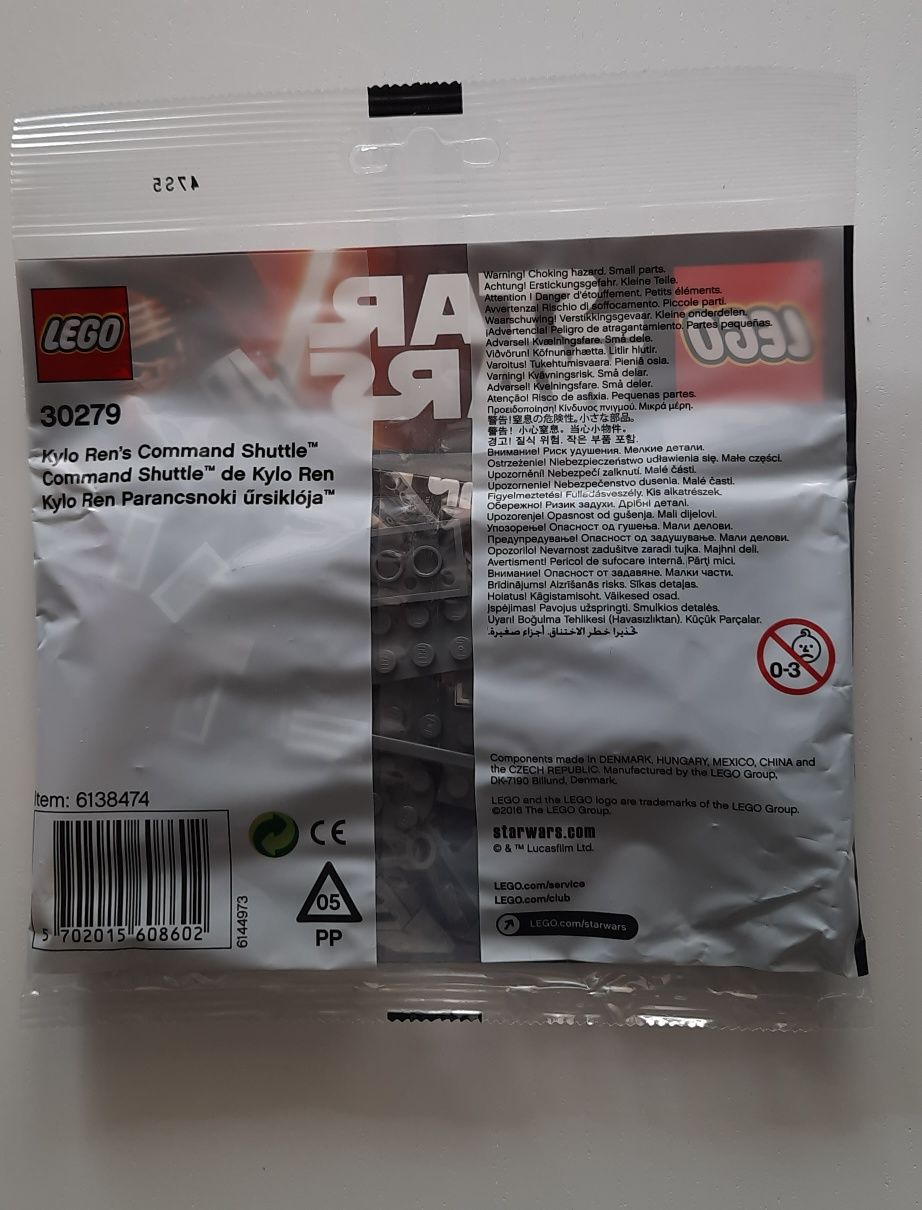 47S5
LEGO
30279
Kylo Ren's Command Shuttle™
Command Shuttle™ de Kylo Ren
Kylo Ren Parancsnoki űrsiklója™
STAR
WARS
LEGO
Warning! Choking hazard. Small parts.
Achtung! Erstickungsgefahr. Kleine Teile.
Attention ! Danger d'étouffement. Petits éléments.
Avvertenza! Rischio di soffocamento. Piccole parti.
Waarschuwing! Verstikkingsgevaar. Kleine onderdelen.
¡Advertencia! Peligro de atragantamiento. Partes pequeñas.
Advarsel! Kvælningsfare. Små dele.
Viðvörun! Köfnunarhætta. Litlir hlutir.
Varoitus! Tukehtumisvaara. Pieniä osia.
Varning! Kvävningsrisk. Små delar.
Advarsel! Kvelningsfare. Små deler.
Atenção! Risco de asfixia. Pequenas partes.
Προειδοποίηση! Κίνδυνος πνιγμού. Μικρά μέρη.
警告!窒息の危険性。小さな部品。
警告! 小心窒息。当心小物件。
경고! 질식 위험. 작은 부품 포함.
Внимание! Риск удушения. Мелкие детали.
Ostrzeżenie! Niebezpieczeństwo udławienia się. Małe części.
Upozornění! Nebezpečí zalknutí. Malé části.
Upozornenie! Nebezpečenstvo dusenia. Malé časti.
Figyelmeztetés! Fulladásveszély. Kis alkatrészek.
Обережно! Ризик задухи. Дрібні деталі.
Upozorenje! Opasnost od gušenja. Mali dijelovi.
Упозорење! Опасност од гушења. Мали делови.
Предупредување! Опасност од задушување. Мали делови.
Opozorilo! Nevarnost zadušitve zaradi tujka. Majhni deli.
Avertisment! Pericol de sufocare internă. Părţi mici.
Внимание! Опасност от задавяне. Малки части.
Brīdinājums! Aizrīšanās risks. Sīkas detaļas.
Hoiatus! Kägistamisoht. Väikesed osad.
Įspėjimas! Pavojus užspringti. Smulkios detalės.
Uyarı! Boğulma Tehlikesi (Havasızlıktan). Küçük Parçalar.
تحذير! خطر الاختناق. أجزاء صغيرة.
0-3
Components made in DENMARK, HUNGARY, MEXICO, CHINA and
the CZECH REPUBLIC. Manufactured by the LEGO Group,
DK-7190 Billund, Denmark.
LEGO and the LEGO logo are trademarks of the LEGO Group.
©2016 The LEGO Group.
starwars.com
© & ™ Lucasfilm Ltd.
LEGO.com/service
LEGO.com/club
LEGO.com/starwars
Item: 6138474
5 702015 608602
6144973
CE
05
PP